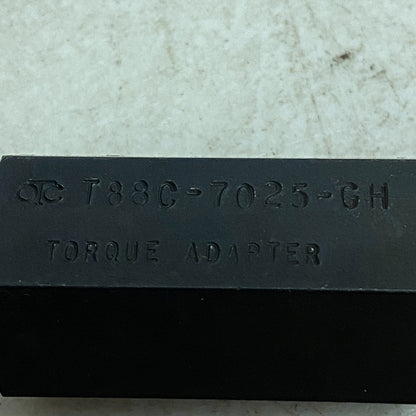 OTC T88C-7025-GH
TORQUE ADAPTER